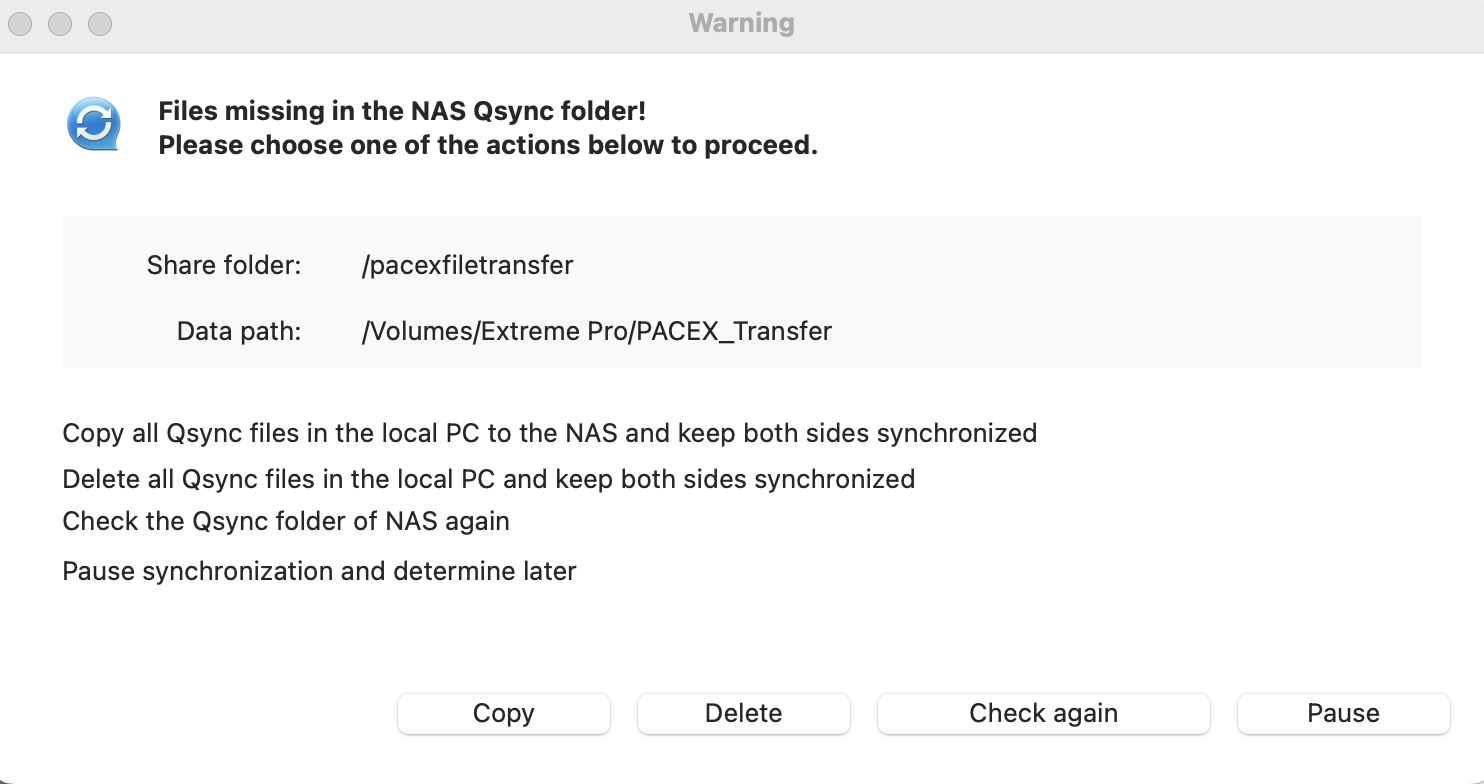 Warning
Files missing in the NAS Qsync folder!
Please choose one of the actions below to proceed.
Share folder: /pacexfiletransfer
Data path: /Volumes/Extreme Pro/PACEX_Transfer
Copy all Qsync files in the local PC to the NAS and keep both sides synchronized
Delete all Qsync files in the local PC and keep both sides synchronized
Check the Qsync folder of NAS again
Pause synchronization and determine later
Copy Delete Check again Pause